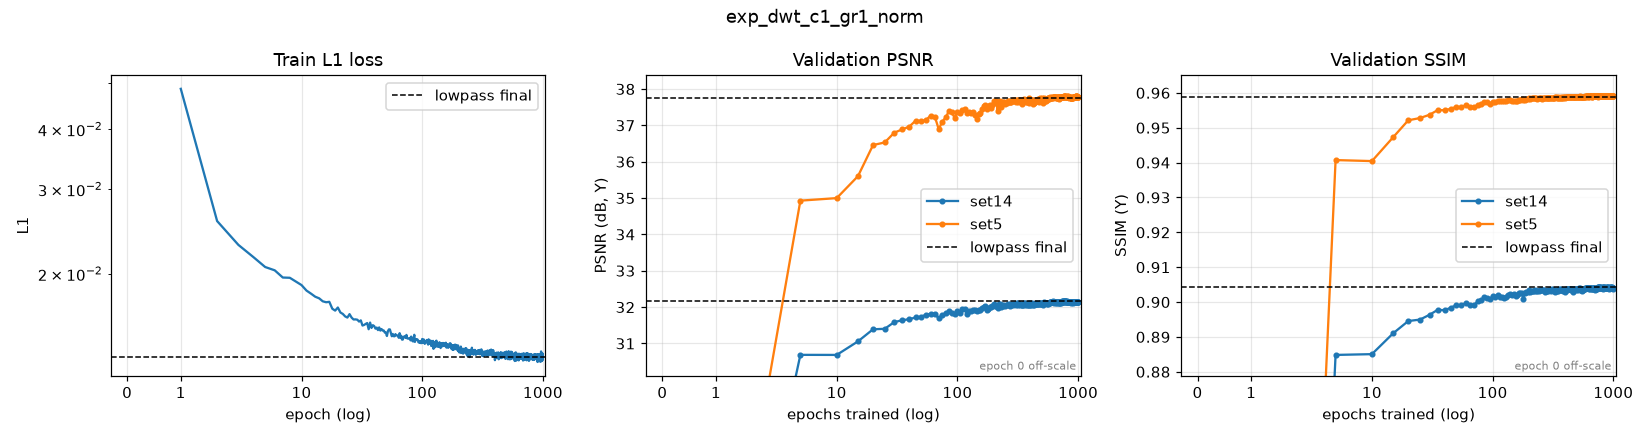 exp_dwt_c1_gr1_norm
Train L1 loss
L1
4 × 10⁻²
3 × 10⁻²
2 × 10⁻²
lowpass final
0 1 10 100 1000
epoch (log)
Validation PSNR
PSNR (dB, Y)
38
37
36
35
34
33
32
31
set14
set5
lowpass final
epoch 0 off-scale
0 1 10 100 1000
epochs trained (log)
Validation SSIM
SSIM (Y)
0.96
0.95
0.94
0.93
0.92
0.91
0.90
0.89
0.88
set14
set5
lowpass final
epoch 0 off-scale
0 1 10 100 1000
epochs trained (log)